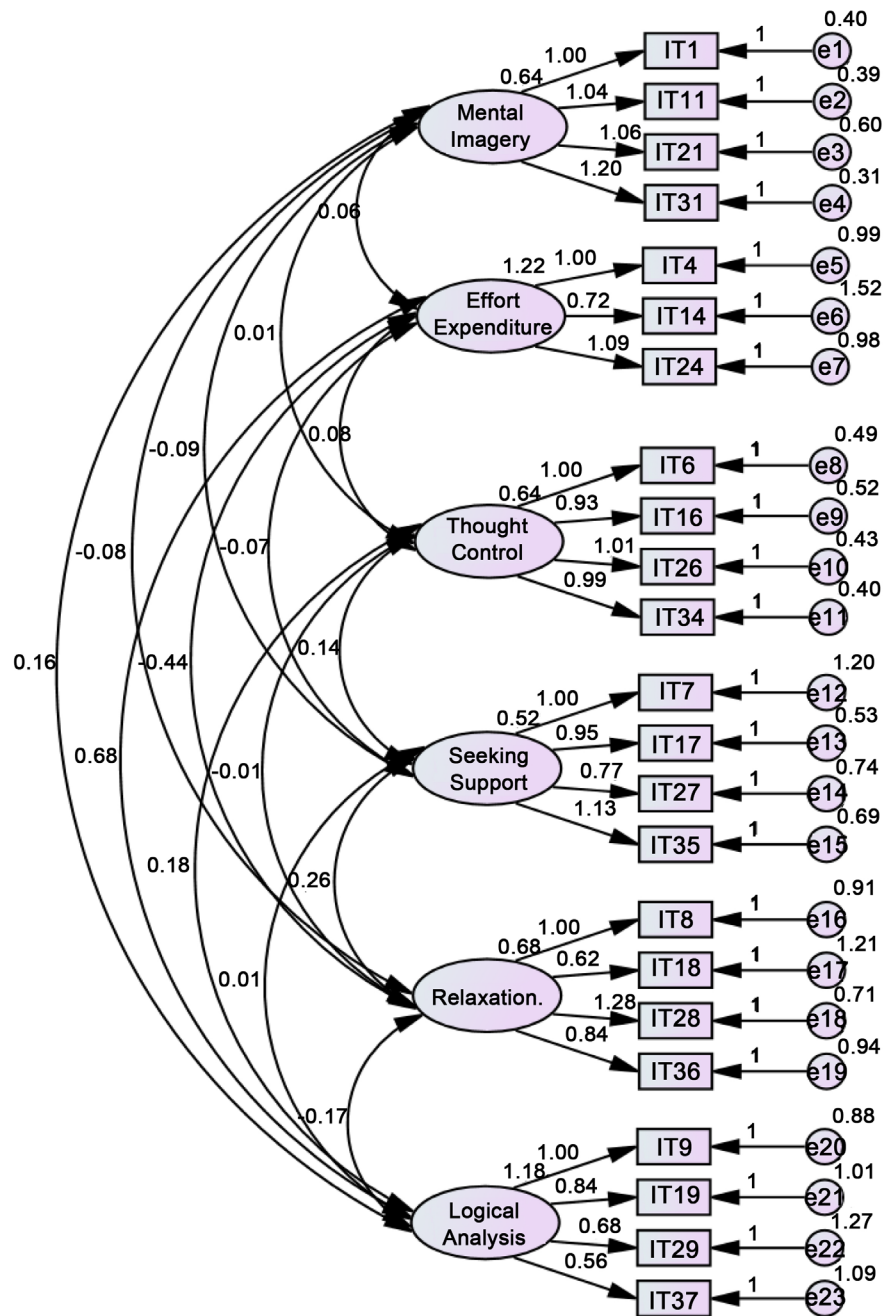 0.40
1.00 IT1 1 e1
0.64
0.39
Mental
Imagery
1.04 IT11 1 e2
0.60
1.06 IT21 1 e3
0.31
1.20 IT31 1 e4
0.06
0.99
1.22 1.00 IT4 1 e5
Effort
Expenditure
1.52
0.72 IT14 1 e6
0.98
1.09 IT24 1 e7
0.01
0.08
-0.09
0.49
1.00 IT6 1 e8
0.64
0.52
0.93 IT16 1 e9
Thought
Control
0.43
1.01 IT26 1 e10
0.40
0.99 IT34 1 e11
-0.08
-0.07
0.14
0.16
-0.44
1.20
1.00 IT7 1 e12
0.52
0.53
0.95 IT17 1 e13
Seeking
Support
0.74
0.77 IT27 1 e14
0.69
1.13 IT35 1 e15
0.68
-0.01
0.18
0.26
0.91
1.00 IT8 1 e16
0.68
1.21
0.62 IT18 1 e17
Relaxation.
0.71
1.28 IT28 1 e18
0.94
0.84 IT36 1 e19
0.01
-0.17
0.88
1.00 IT9 1 e20
1.18
1.01
0.84 IT19 1 e21
Logical
Analysis
1.27
0.68 IT29 1 e22
1.09
0.56 IT37 1 e23